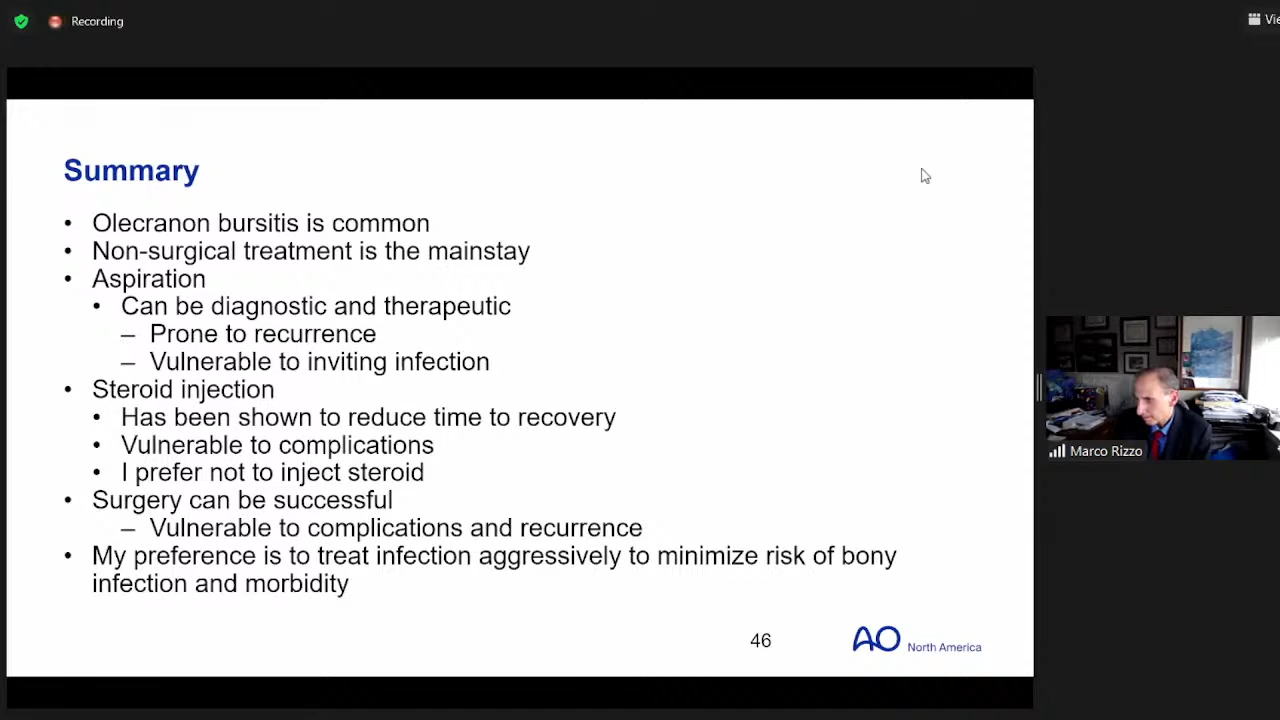 Recording
Vie
Summary
• Olecranon bursitis is common
• Non-surgical treatment is the mainstay
• Aspiration
• Can be diagnostic and therapeutic
– Prone to recurrence
– Vulnerable to inviting infection
• Steroid injection
• Has been shown to reduce time to recovery
• Vulnerable to complications
• I prefer not to inject steroid
• Surgery can be successful
– Vulnerable to complications and recurrence
• My preference is to treat infection aggressively to minimize risk of bony
infection and morbidity
46
AO North America
Marco Rizzo